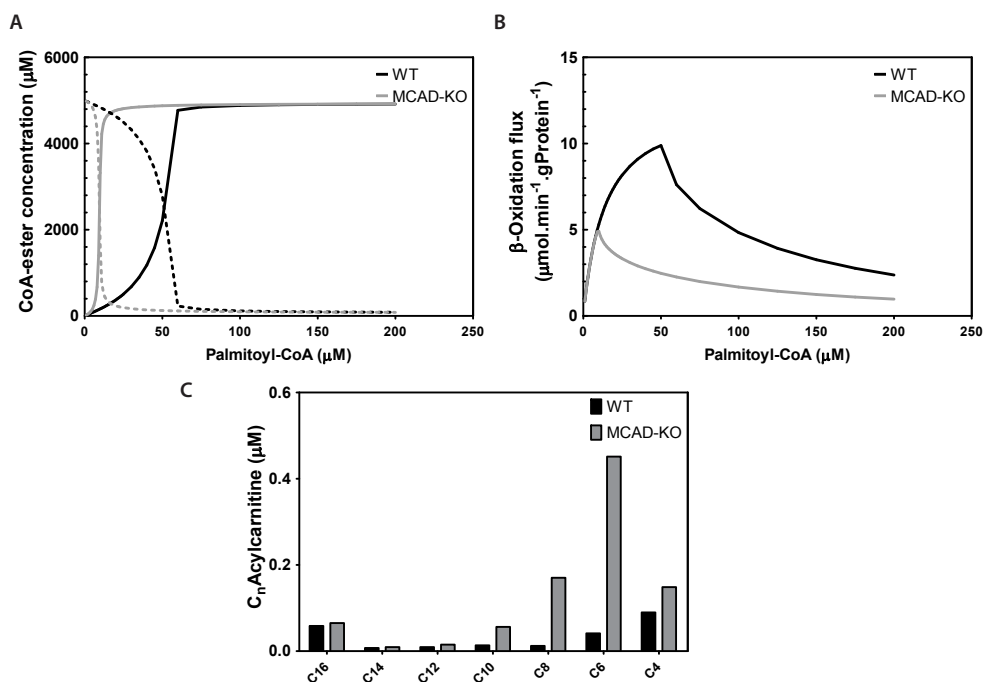 A
CoA-ester concentration (μM)
6000
4000
2000
0
0 50 100 150 200 250
Palmitoyl-CoA (μM)
WT
MCAD-KO
B
β-Oxidation flux
(μmol.min⁻¹.gProtein⁻¹)
15
10
5
0
0 50 100 150 200 250
Palmitoyl-CoA (μM)
WT
MCAD-KO
C
CₙAcylcarnitine (μM)
0.6
0.4
0.2
0.0
C16 C14 C12 C10 C8 C6 C4
WT
MCAD-KO